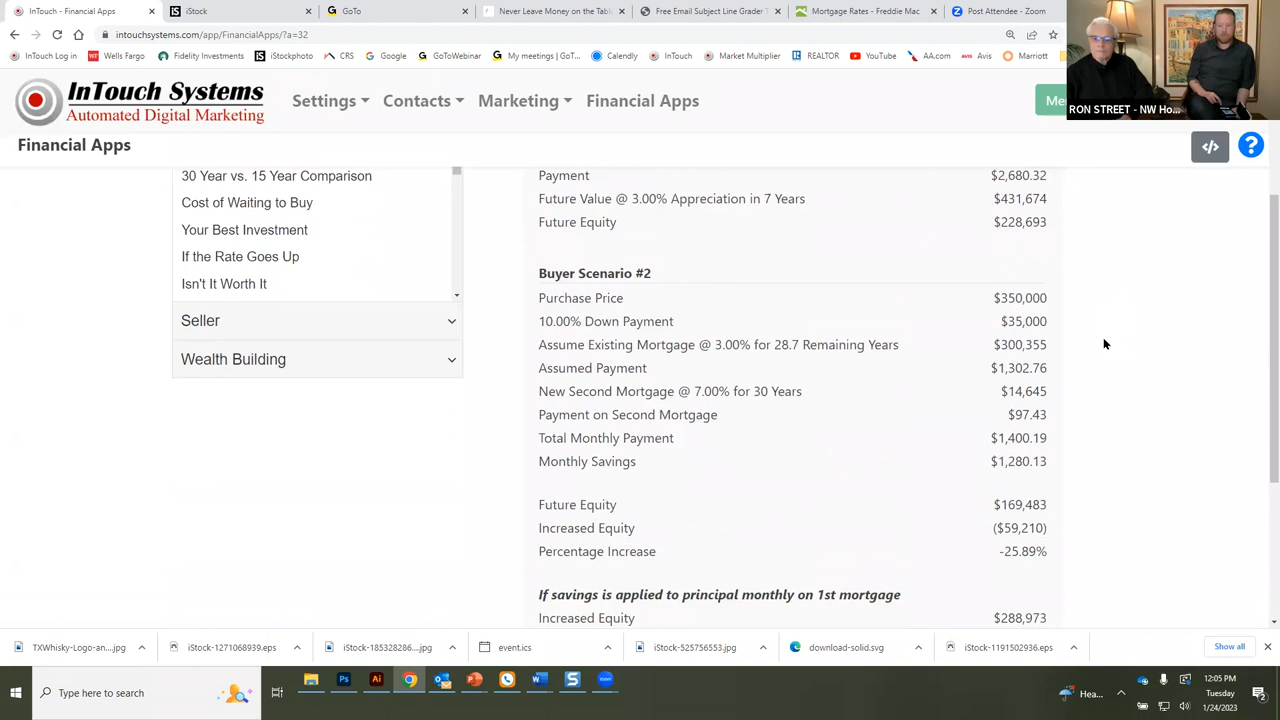 InTouch - Financial Apps
iStock
GoTo
Never Leave Money on the Tabl
Free Email Subject Line Grader T
Mortgage Rates - Freddie Mac
Post Attendee - Zoom
intouchsystems.com/app/FinancialApps/?a=32
InTouch Log in
Wells Fargo
Fidelity Investments
iStockphoto
CRS
Google
GoToWebinar
My meetings | GoT...
Calendly
InTouch
Market Multiplier
REALTOR
YouTube
AA.com
Avis
Marriott
RON STREET - NW Ho...
InTouch Systems
Automated Digital Marketing
Settings
Contacts
Marketing
Financial Apps
Me
Financial Apps
</>
?
30 Year vs. 15 Year Comparison
Cost of Waiting to Buy
Your Best Investment
If the Rate Goes Up
Isn't It Worth It
Seller
Wealth Building
Payment $2,680.32
Future Value @ 3.00% Appreciation in 7 Years $431,674
Future Equity $228,693
Buyer Scenario #2
Purchase Price $350,000
10.00% Down Payment $35,000
Assume Existing Mortgage @ 3.00% for 28.7 Remaining Years $300,355
Assumed Payment $1,302.76
New Second Mortgage @ 7.00% for 30 Years $14,645
Payment on Second Mortgage $97.43
Total Monthly Payment $1,400.19
Monthly Savings $1,280.13
Future Equity $169,483
Increased Equity ($59,210)
Percentage Increase -25.89%
If savings is applied to principal monthly on 1st mortgage
Increased Equity $288,973
TXWhisky-Logo-an....jpg
iStock-1271068939.eps
iStock-185328286....jpg
event.ics
iStock-525756553.jpg
download-solid.svg
iStock-1191502936.eps
Show all
Type here to search
Hea...
12:05 PM
Tuesday
1/24/2023
2